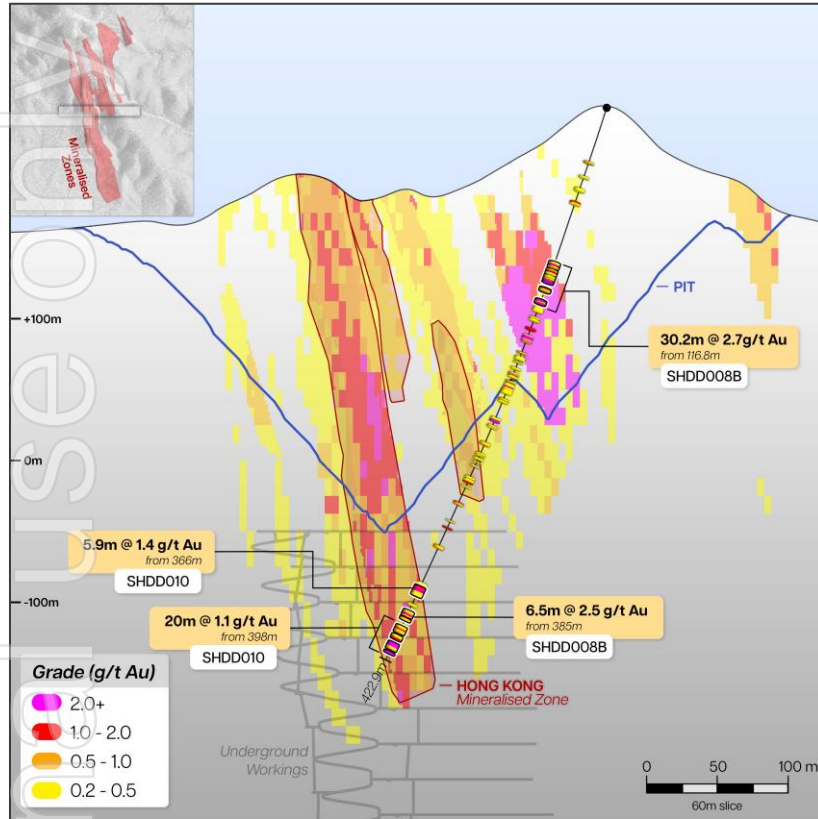 Mineralised
Zones
PIT
+100m
30.2m @ 2.7g/t Au
from 116.8m
SHDD008B
0m
5.9m @ 1.4 g/t Au
from 366m
SHDD010
-100m
20m @ 1.1 g/t Au
from 398m
SHDD010
6.5m @ 2.5 g/t Au
from 385m
SHDD008B
422.9m
HONG KONG
Mineralised Zone
Grade (g/t Au)
2.0+
1.0 - 2.0
0.5 - 1.0
0.2 - 0.5
Underground
Workings
0 50 100 m
60m slice
nal use only